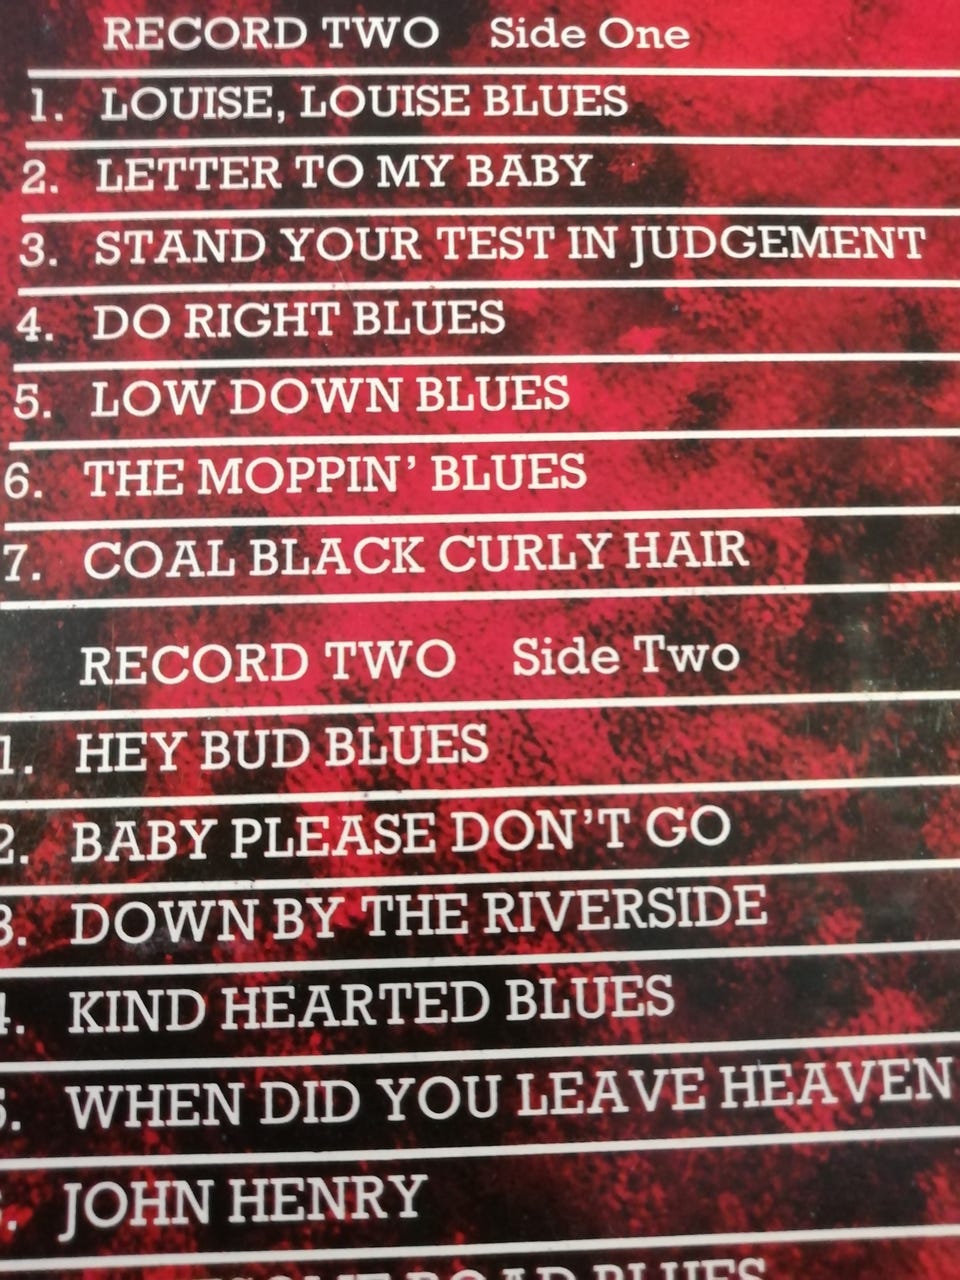 RECORD TWO Side One
1. LOUISE, LOUISE BLUES
2. LETTER TO MY BABY
3. STAND YOUR TEST IN JUDGEMENT
4. DO RIGHT BLUES
5. LOW DOWN BLUES
6. THE MOPPIN' BLUES
7. COAL BLACK CURLY HAIR
RECORD TWO Side Two
1. HEY BUD BLUES
2. BABY PLEASE DON'T GO
3. DOWN BY THE RIVERSIDE
4. KIND HEARTED BLUES
5. WHEN DID YOU LEAVE HEAVEN
JOHN HENRY
ROAD BLUES